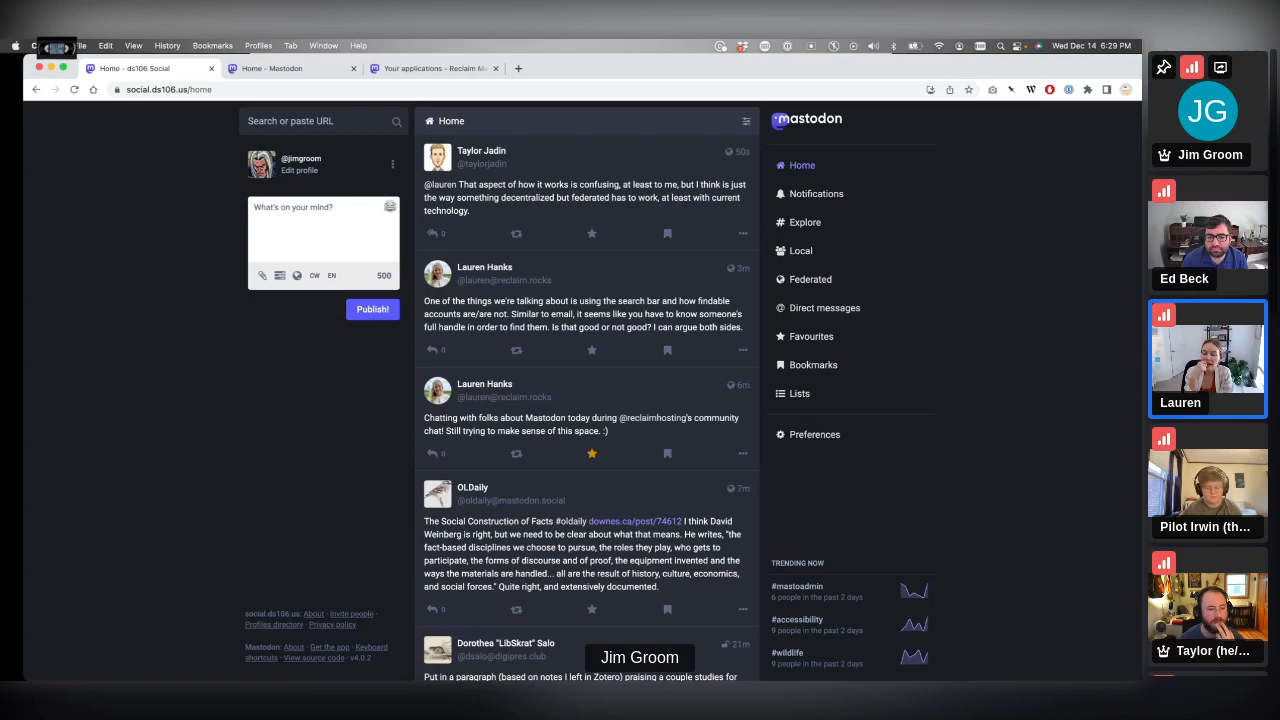 File Edit View History Bookmarks Profiles Tab Window Help
Wed Dec 14 6:29 PM
Home - ds106 Social
Home - Mastodon
Your applications - Reclaim M
social.ds106.us/home
Search or paste URL
@jimgroom
Edit profile
What's on your mind?
CW EN 500
Publish!
social.ds106.us: About · Invite people ·
Profiles directory · Privacy policy
Mastodon: About · Get the app · Keyboard
shortcuts · View source code · v4.0.2
Home
Taylor Jadin
50s
@taylorjadin
@lauren That aspect of how it works is confusing, at least to me, but I think is just
the way something decentralized but federated has to work, at least with current
technology.
0
Lauren Hanks
3m
@lauren@reclaim.rocks
One of the things we're talking about is using the search bar and how findable
accounts are/are not. Similar to email, it seems like you have to know someone's
full handle in order to find them. Is that good or not good? I can argue both sides.
0
Lauren Hanks
6m
@lauren@reclaim.rocks
Chatting with folks about Mastodon today during @reclaimhosting's community
chat! Still trying to make sense of this space. :)
0
OLDaily
7m
@oldaily@mastodon.social
The Social Construction of Facts #oldaily downes.ca/post/74612 I think David
Weinberg is right, but we need to be clear about what that means. He writes, "the
fact-based disciplines we choose to pursue, the roles they play, who gets to
participate, the forms of discourse and of proof, the equipment invented and the
ways the materials are handled... all are the result of history, culture, economics,
and social forces." Quite right, and extensively documented.
0
Dorothea "LibSkrat" Salo
21m
@dsalo@digipres.club
Put in a paragraph (based on notes I left in Zotero) praising a couple studies for
Jim Groom
mastodon
Home
Notifications
Explore
Local
Federated
Direct messages
Favourites
Bookmarks
Lists
Preferences
TRENDING NOW
#mastoadmin
6 people in the past 2 days
#accessibility
9 people in the past 2 days
#wildlife
9 people in the past 2 days
JG
Jim Groom
Ed Beck
Lauren
Pilot Irwin (th...
Taylor (he/...